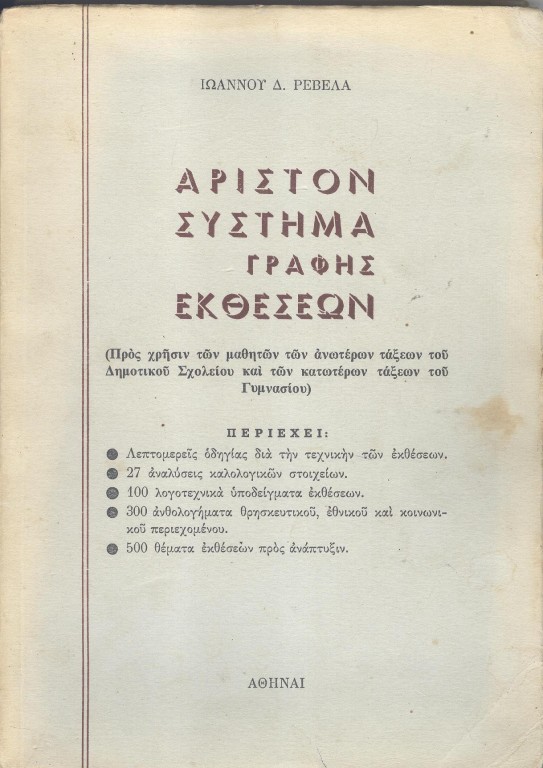 ΙΩΑΝΝΟΥ Δ. ΡΕΒΕΛΑ
ΑΡΙΣΤΟΝ
ΣΥΣΤΗΜΑ
ΓΡΑΦΗΣ
ΕΚΘΕΣΕΩΝ
(Πρὸς χρῆσιν τῶν μαθητῶν τῶν ἀνωτέρων τάξεων τοῦ
Δημοτικοῦ Σχολείου καὶ τῶν κατωτέρων τάξεων τοῦ
Γυμνασίου)
ΠΕΡΙΕΧΕΙ:
● Λεπτομερεῖς ὁδηγίας διὰ τὴν τεχνικὴν τῶν ἐκθέσεων.
● 27 ἀναλύσεις καλολογικῶν στοιχείων.
● 100 λογοτεχνικὰ ὑποδείγματα ἐκθέσεων.
● 300 ἀνθολογήματα θρησκευτικοῦ, ἐθνικοῦ καὶ κοινωνι-
κοῦ περιεχομένου.
● 500 θέματα ἐκθέσεων πρὸς ἀνάπτυξιν.
ΑΘΗΝΑΙ